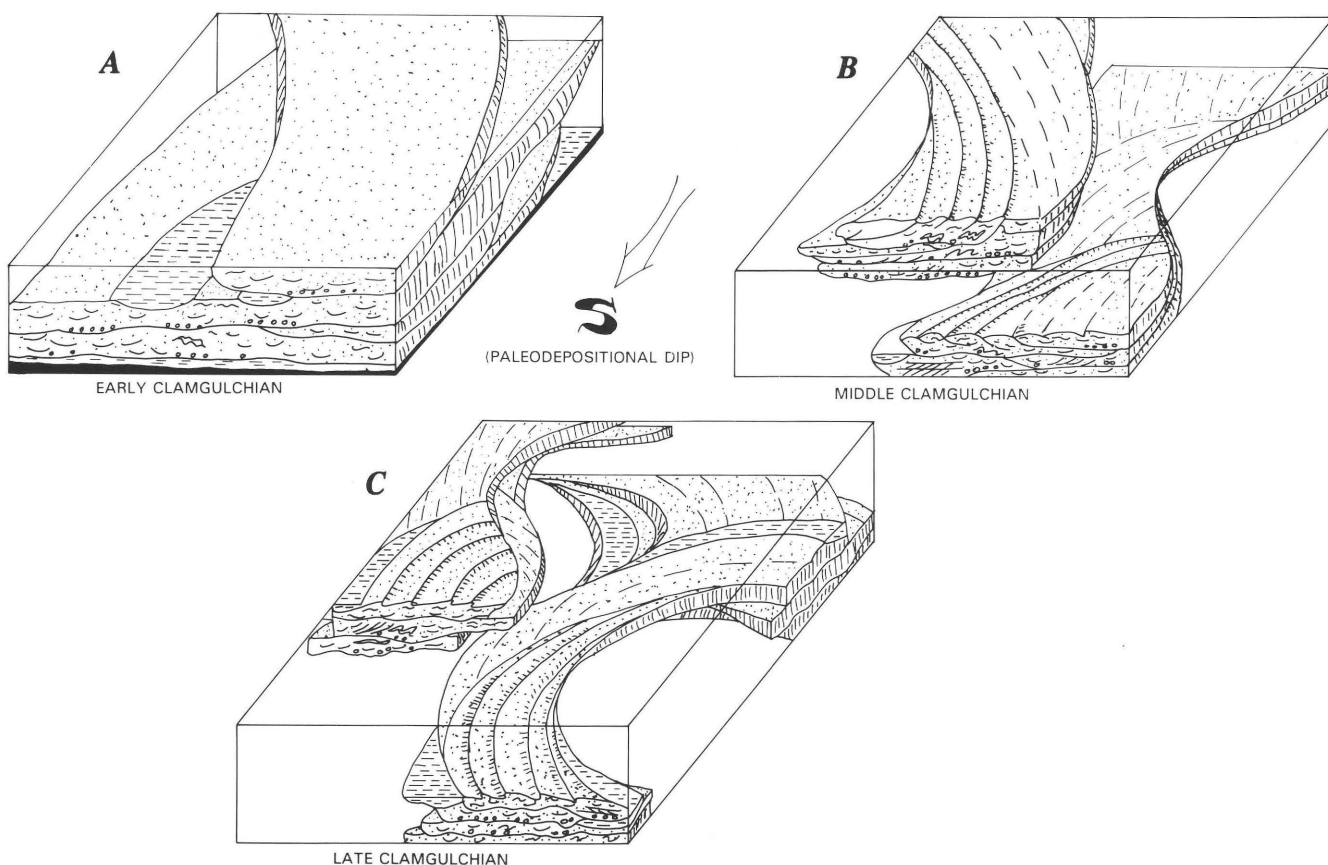 A
EARLY CLAMGULCHIAN
S
(PALEODEPOSITIONAL DIP)
B
MIDDLE CLAMGULCHIAN
C
LATE CLAMGULCHIAN